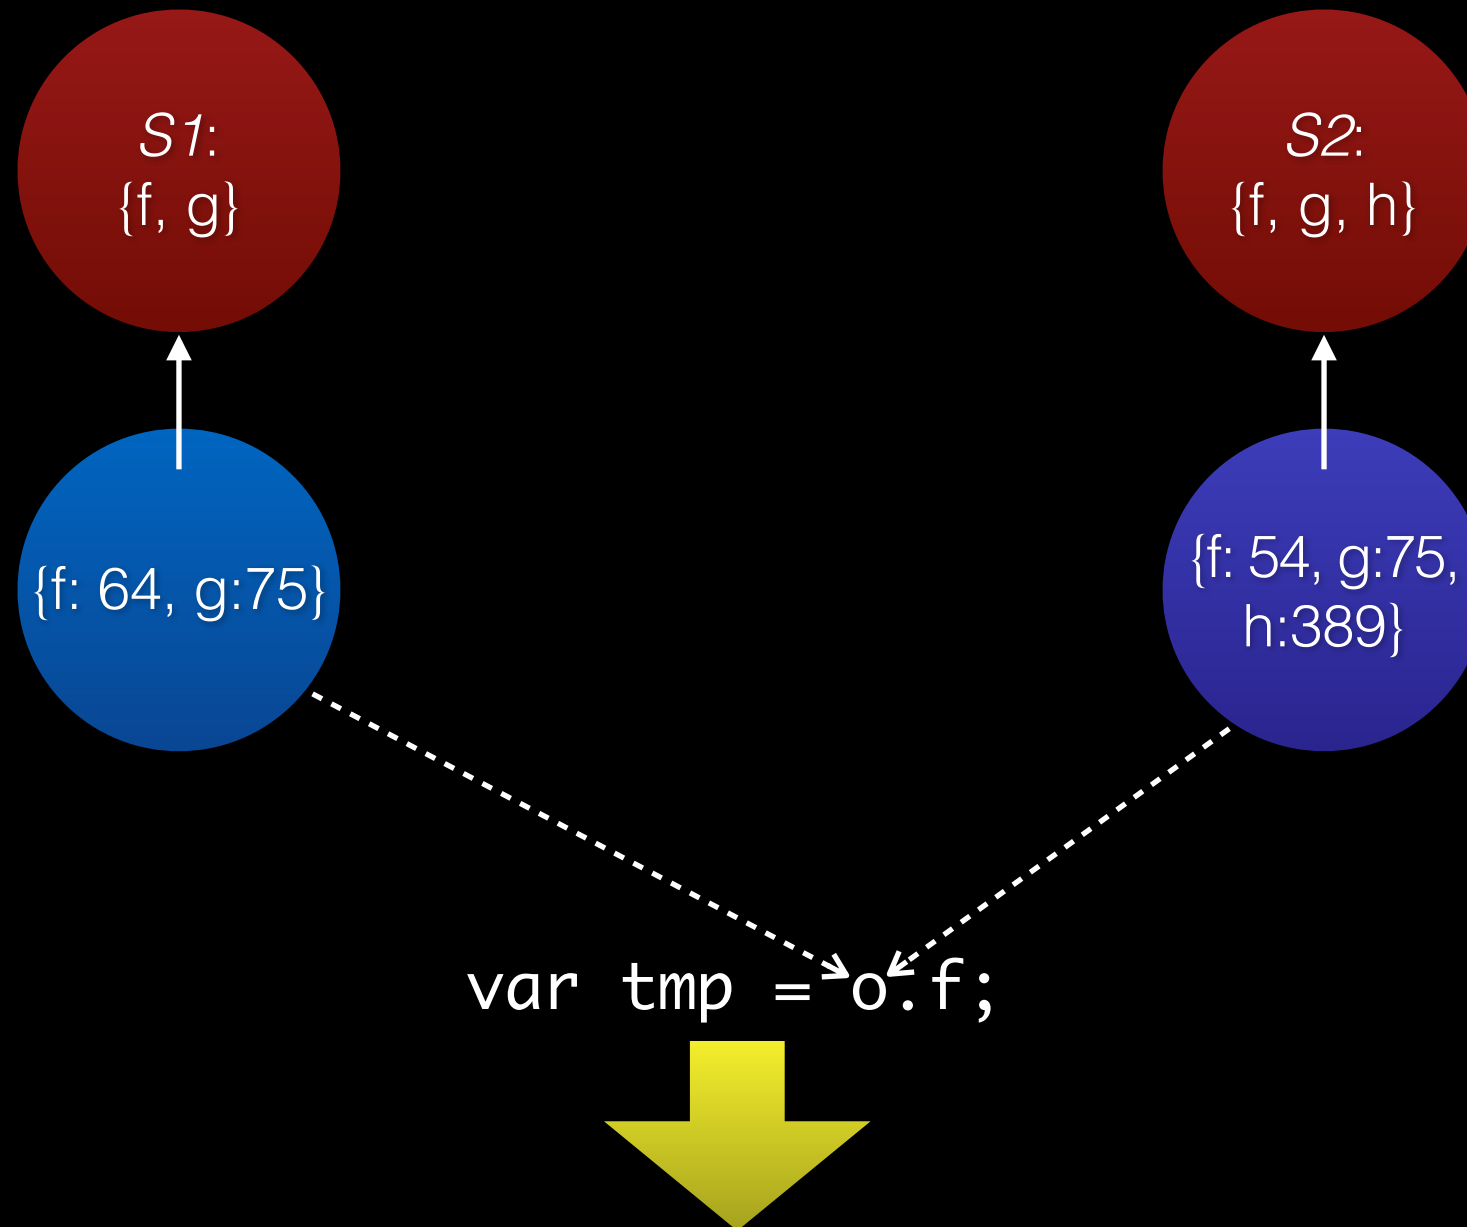 S1:
{f, g}
S2:
{f, g, h}
{f: 64, g:75}
{f: 54, g:75,
h:389}
var tmp = o.f;